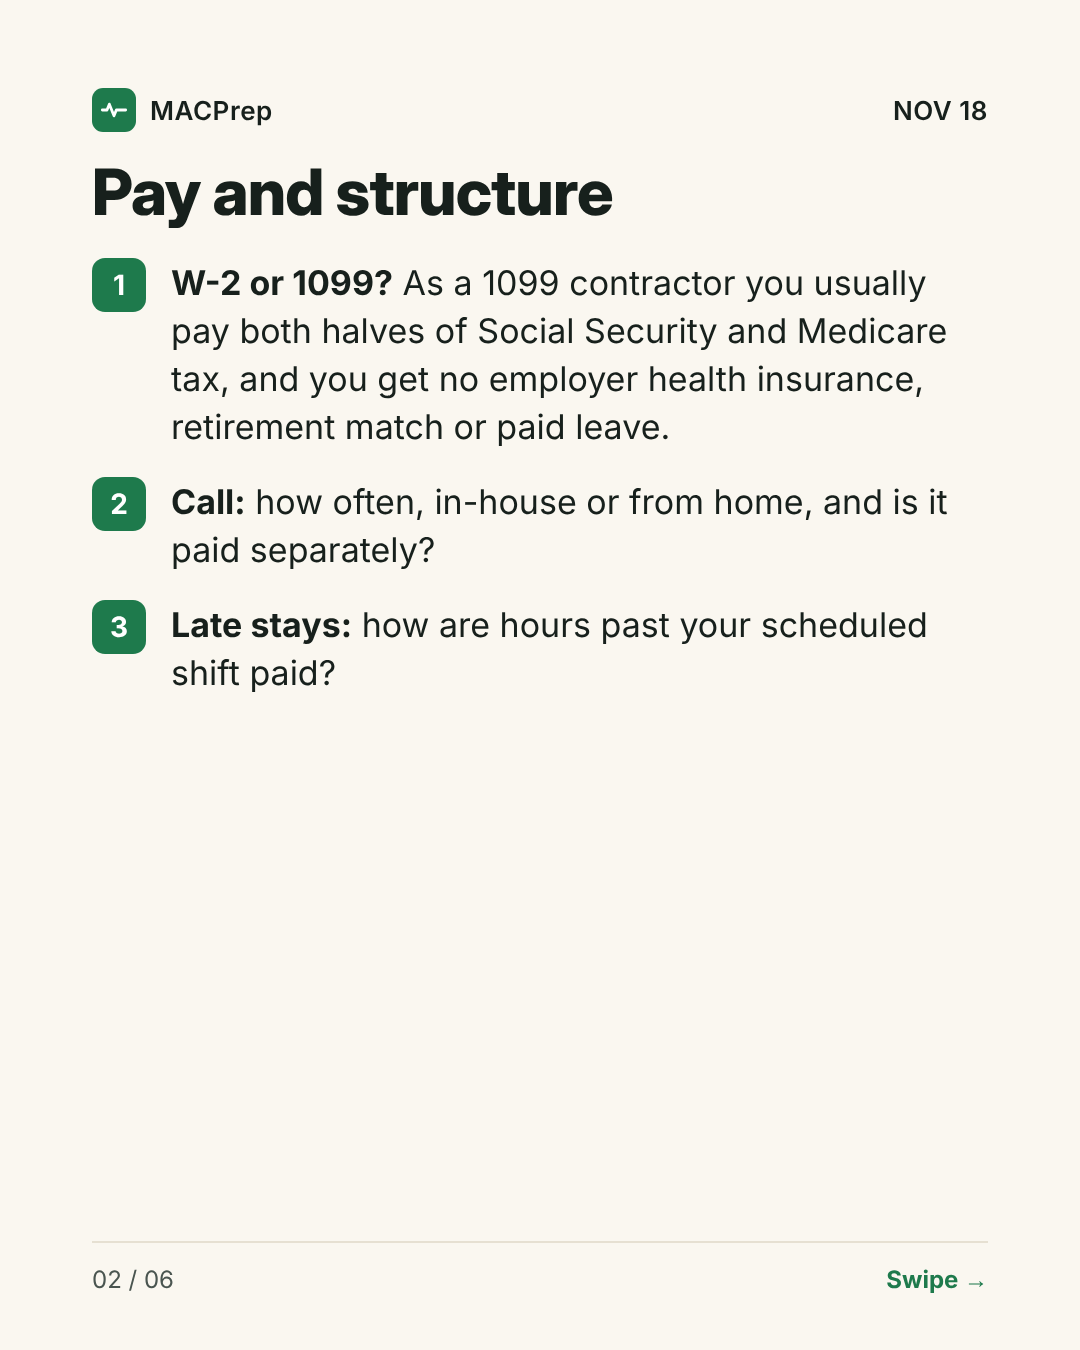 MACPrep
NOV 18
Pay and structure
1
W-2 or 1099? As a 1099 contractor you usually
pay both halves of Social Security and Medicare
tax, and you get no employer health insurance,
retirement match or paid leave.
2
Call: how often, in-house or from home, and is it
paid separately?
3
Late stays: how are hours past your scheduled
shift paid?
02 / 06
Swipe →